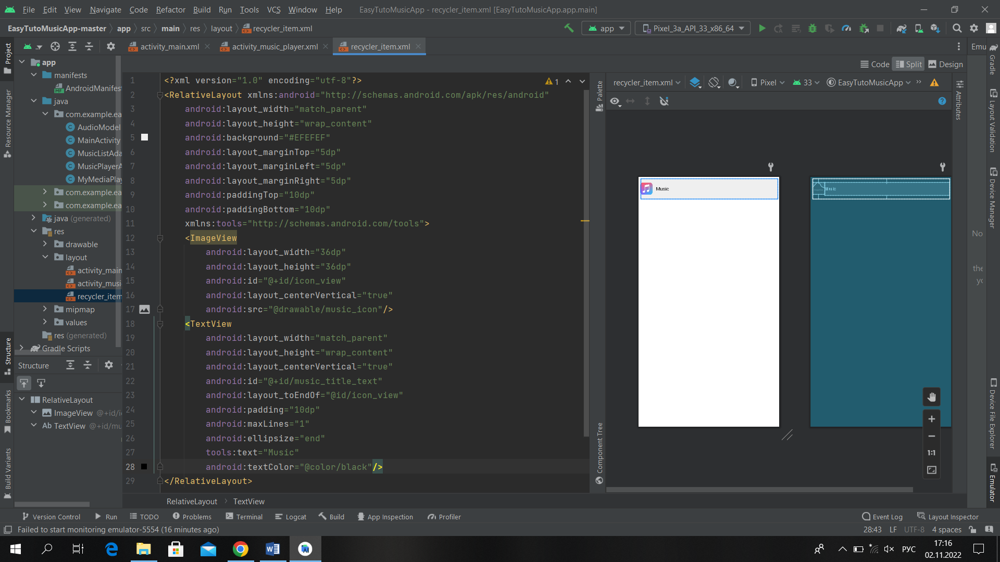 File Edit View Navigate Code Refactor Build Run Tools VCS Window Help EasyTutoMusicApp - recycler_item.xml [EasyTutoMusicApp.app.main]
EasyTutoMusicApp-master app src main res layout recycler_item.xml app Pixel_3a_API_33_x86_64
activity_main.xml activity_music_player.xml recycler_item.xml Emu
Code Split Design
Project
Resource Manager
Structure
Bookmarks
Build Variants
app
manifests
AndroidManifes
java
com.example.ea
AudioModel
MainActivity
MusicListAda
MusicPlayerA
MyMediaPlay
com.example.ea
com.example.ea
java (generated)
res
drawable
layout
activity_main
activity_musi
recycler_item
mipmap
values
res (generated)
Gradle Scripts
Structure
RelativeLayout
ImageView @+id/i
Ab TextView @+id/mu
1 <?xml version="1.0" encoding="utf-8"?>
2 <RelativeLayout xmlns:android="http://schemas.android.com/apk/res/android"
3 android:layout_width="match_parent"
4 android:layout_height="wrap_content"
5 android:background="#EFEFEF"
6 android:layout_marginTop="5dp"
7 android:layout_marginLeft="5dp"
8 android:layout_marginRight="5dp"
9 android:paddingTop="10dp"
10 android:paddingBottom="10dp"
11 xmlns:tools="http://schemas.android.com/tools">
12 <ImageView
13 android:layout_width="36dp"
14 android:layout_height="36dp"
15 android:id="@+id/icon_view"
16 android:layout_centerVertical="true"
17 android:src="@drawable/music_icon"/>
18 <TextView
19 android:layout_width="match_parent"
20 android:layout_height="wrap_content"
21 android:layout_centerVertical="true"
22 android:id="@+id/music_title_text"
23 android:layout_toEndOf="@id/icon_view"
24 android:padding="10dp"
25 android:maxLines="1"
26 android:ellipsize="end"
27 tools:text="Music"
28 android:textColor="@color/black"/>
29 </RelativeLayout>
1
RelativeLayout TextView
Palette
Component Tree
recycler_item.xml Pixel 33 EasyTutoMusicApp
Music
Music
1:1
Attributes
No
the
yc
Gradle
Layout Validation
Device Manager
Device File Explorer
Emulator
Version Control Run TODO Problems Terminal Logcat Build App Inspection Profiler Event Log Layout Inspector
Failed to start monitoring emulator-5554 (16 minutes ago) 28:43 LF UTF-8 4 spaces
РУС 17:16
02.11.2022